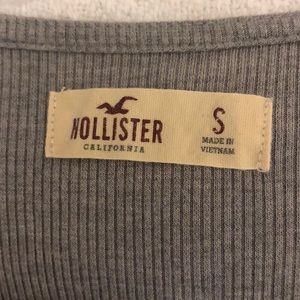 HOLLISTER
CALIFORNIA
S
MADE IN
VIETNAM